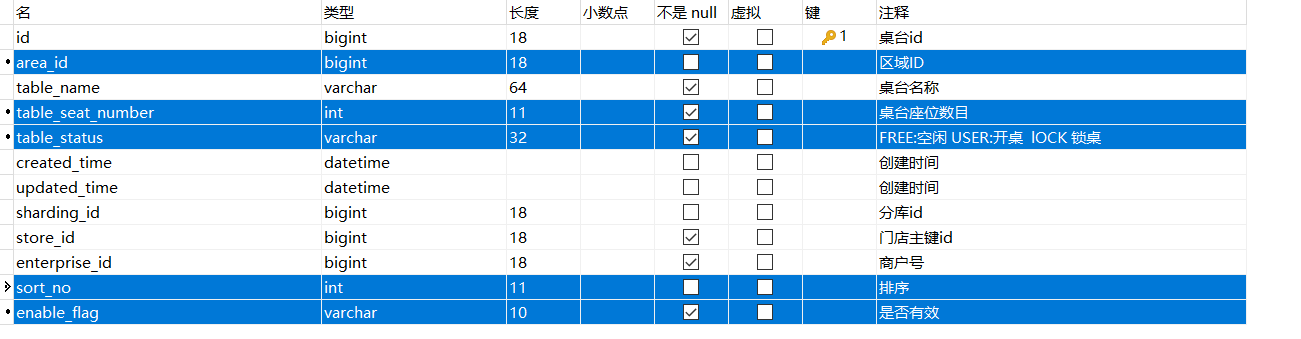 名 类型 长度 小数点 不是 null 虚拟 键 注释
id bigint 18 1 桌台id
area_id bigint 18 区域ID
table_name varchar 64 桌台名称
table_seat_number int 11 桌台座位数目
table_status varchar 32 FREE:空闲 USER:开桌 lOCK 锁桌
created_time datetime 创建时间
updated_time datetime 创建时间
sharding_id bigint 18 分库id
store_id bigint 18 门店主键id
enterprise_id bigint 18 商户号
sort_no int 11 排序
enable_flag varchar 10 是否有效